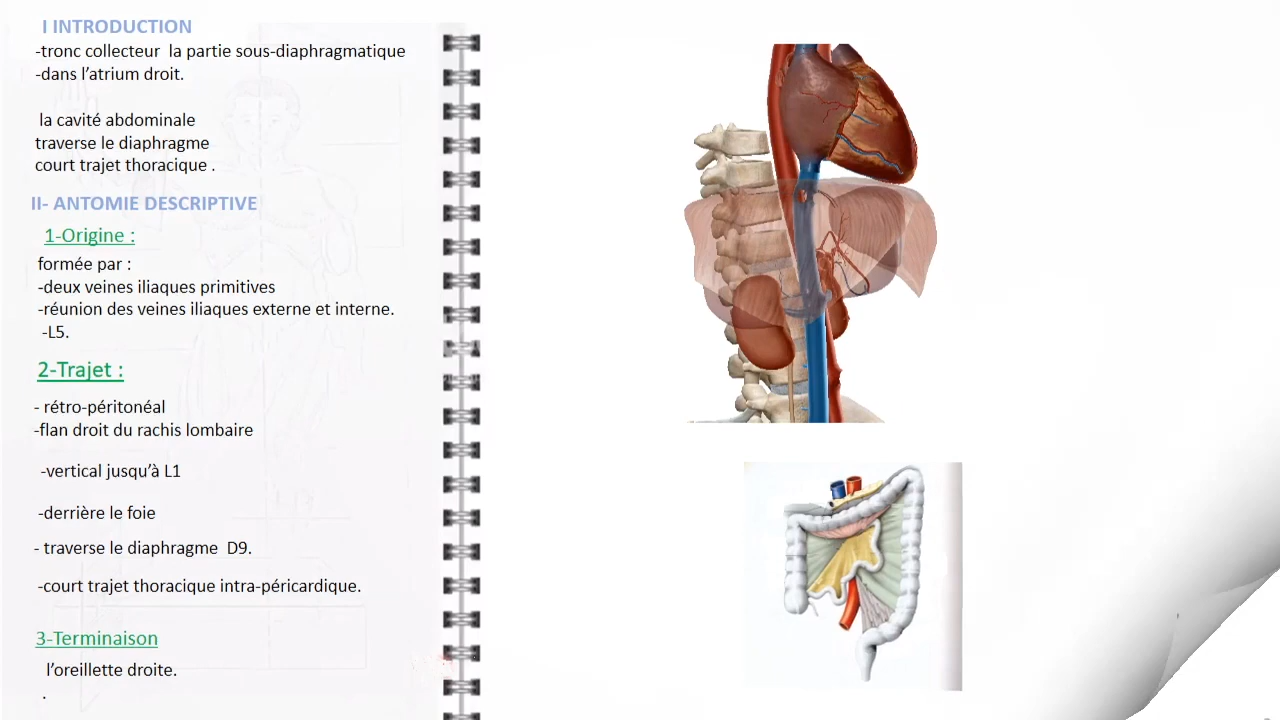 I INTRODUCTION
-tronc collecteur la partie sous-diaphragmatique
-dans l’atrium droit.
la cavité abdominale
traverse le diaphragme
court trajet thoracique .
II- ANTOMIE DESCRIPTIVE
1-Origine :
formée par :
-deux veines iliaques primitives
-réunion des veines iliaques externe et interne.
-L5.
2-Trajet :
- rétro-péritonéal
-flan droit du rachis lombaire
-vertical jusqu’à L1
-derrière le foie
- traverse le diaphragme D9.
-court trajet thoracique intra-péricardique.
3-Terminaison
l’oreillette droite.
.